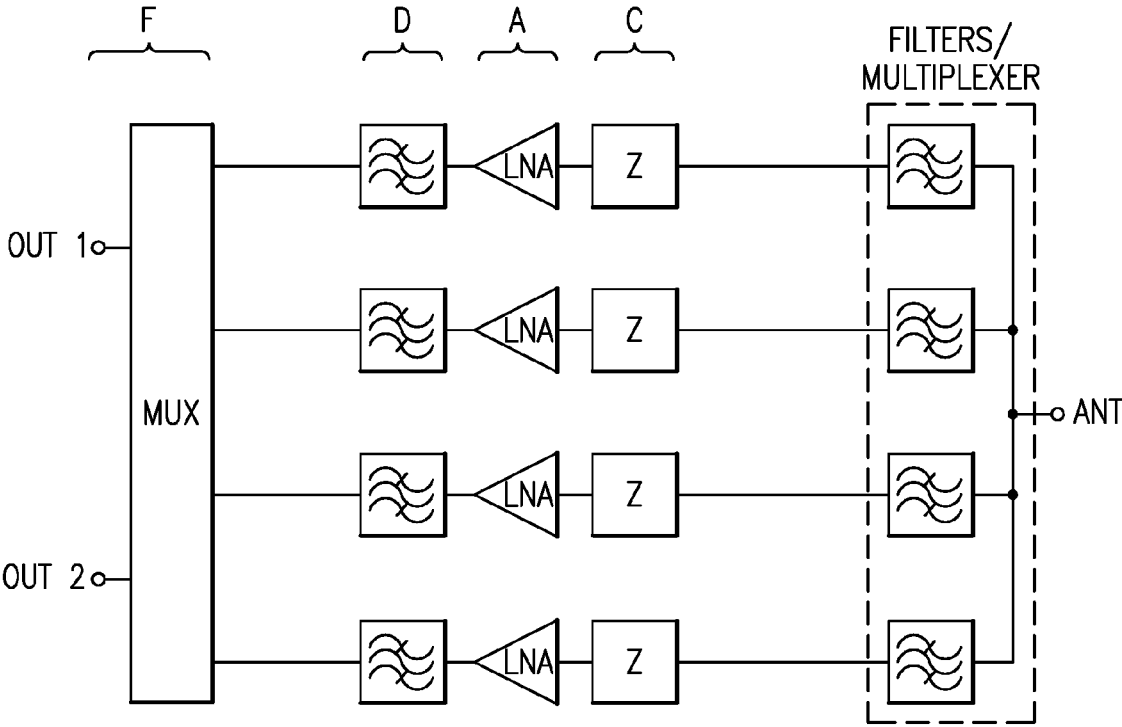 F
D
A
C
FILTERS/
MULTIPLEXER
LNA
Z
OUT 1
LNA
Z
MUX
ANT
LNA
Z
OUT 2
LNA
Z